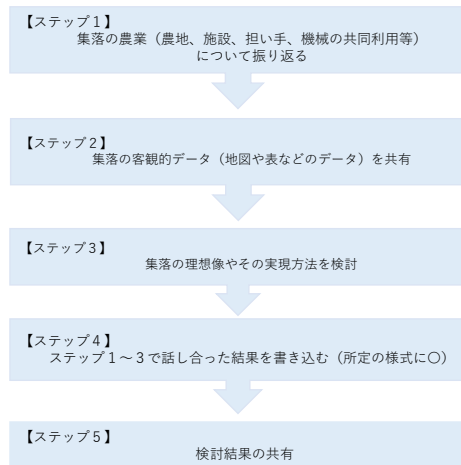 【ステップ１】
集落の農業（農地、施設、担い手、機械の共同利用等）
について振り返る
【ステップ２】
集落の客観的データ（地図や表などのデータ）を共有
【ステップ３】
集落の理想像やその実現方法を検討
【ステップ４】
ステップ１～３で話し合った結果を書き込む（所定の様式に〇）
【ステップ５】
検討結果の共有